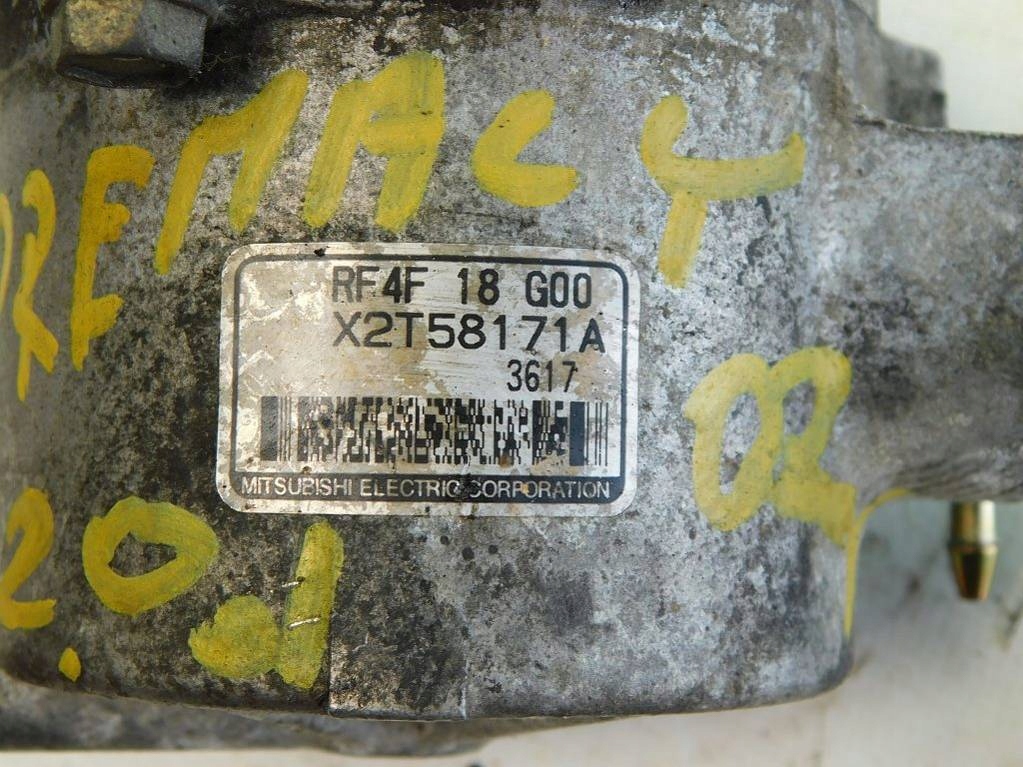 PREMACY
RF4F 18 G00
X2T58171A
3617
MITSUBISHI ELECTRIC CORPORATION
02
2.0d